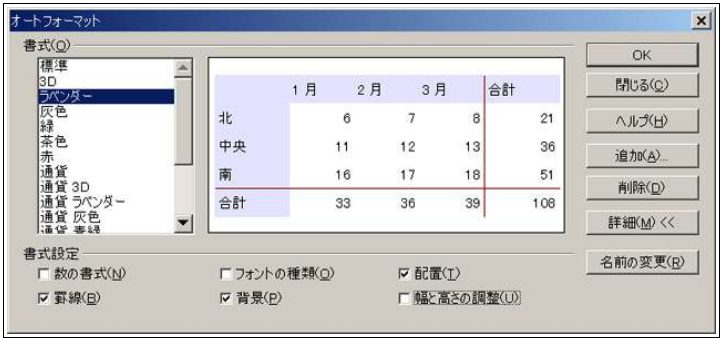 オートフォーマット
書式(O)
標準
3D
ラベンダー
灰色
緑
茶色
赤
通貨
通貨 3D
通貨 ラベンダー
通貨 灰色
通貨 青緑
1月 2月 3月 合計
北 6 7 8 21
中央 11 12 13 36
南 16 17 18 51
合計 33 36 39 108
OK
閉じる(C)
ヘルプ(H)
追加(A)...
削除(D)
詳細(M) <<
名前の変更(R)
書式設定
数の書式(N) フォントの種類(O) 配置(T)
罫線(B) 背景(P) 幅と高さの調整(U)